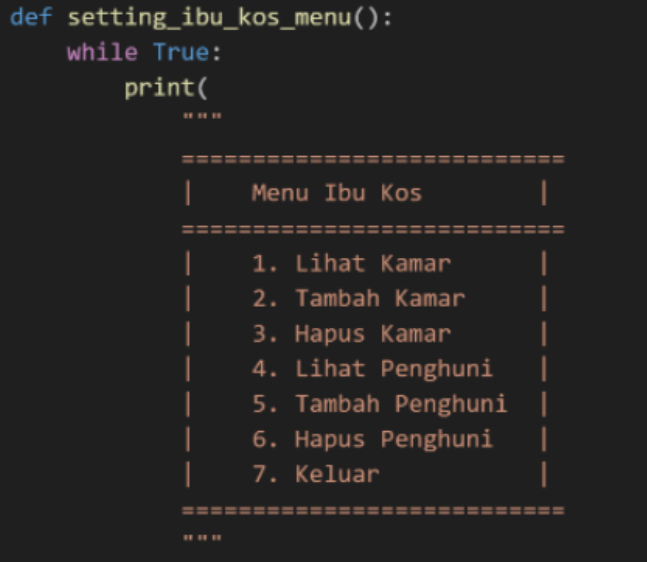 def setting_ibu_kos_menu():
    while True:
        print(
            """
            ===========================
            |    Menu Ibu Kos         |
            ===========================
            |    1. Lihat Kamar       |
            |    2. Tambah Kamar      |
            |    3. Hapus Kamar       |
            |    4. Lihat Penghuni    |
            |    5. Tambah Penghuni   |
            |    6. Hapus Penghuni    |
            |    7. Keluar            |
            ===========================
            """